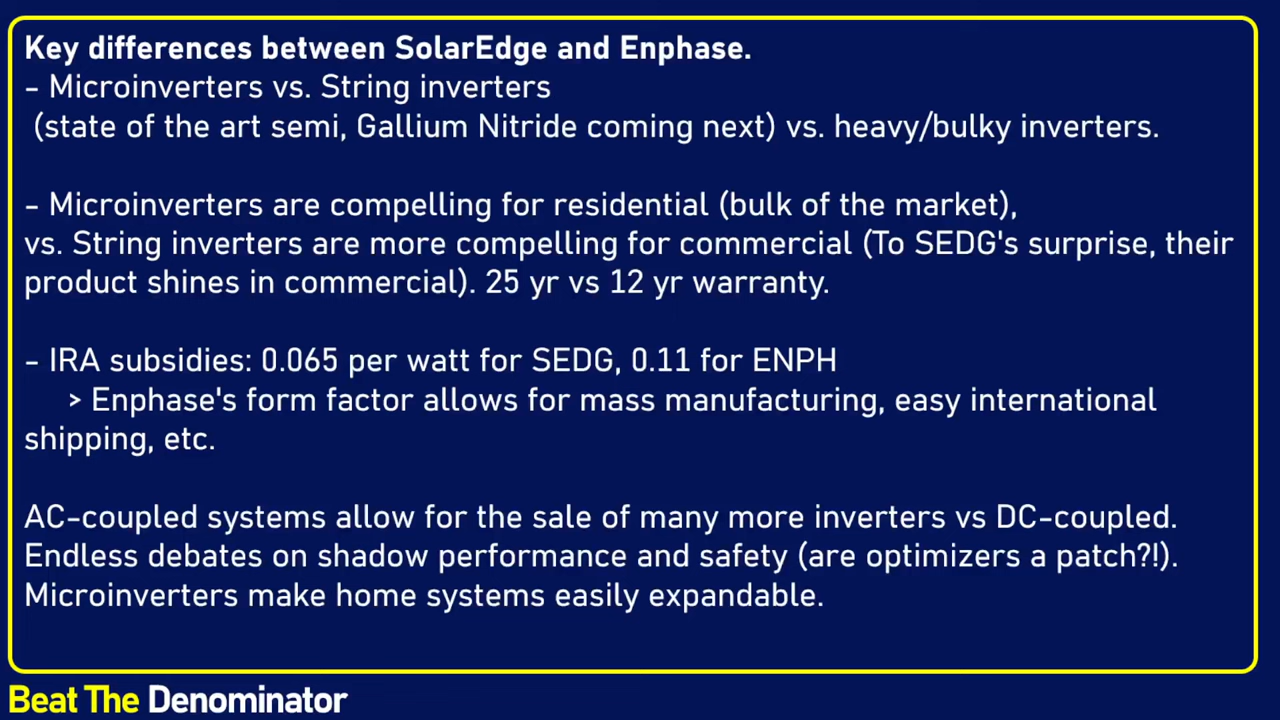 Key differences between SolarEdge and Enphase.
- Microinverters vs. String inverters
(state of the art semi, Gallium Nitride coming next) vs. heavy/bulky inverters.
- Microinverters are compelling for residential (bulk of the market),
vs. String inverters are more compelling for commercial (To SEDG's surprise, their
product shines in commercial). 25 yr vs 12 yr warranty.
- IRA subsidies: 0.065 per watt for SEDG, 0.11 for ENPH
> Enphase's form factor allows for mass manufacturing, easy international
shipping, etc.
AC-coupled systems allow for the sale of many more inverters vs DC-coupled.
Endless debates on shadow performance and safety (are optimizers a patch?!).
Microinverters make home systems easily expandable.
Beat The Denominator